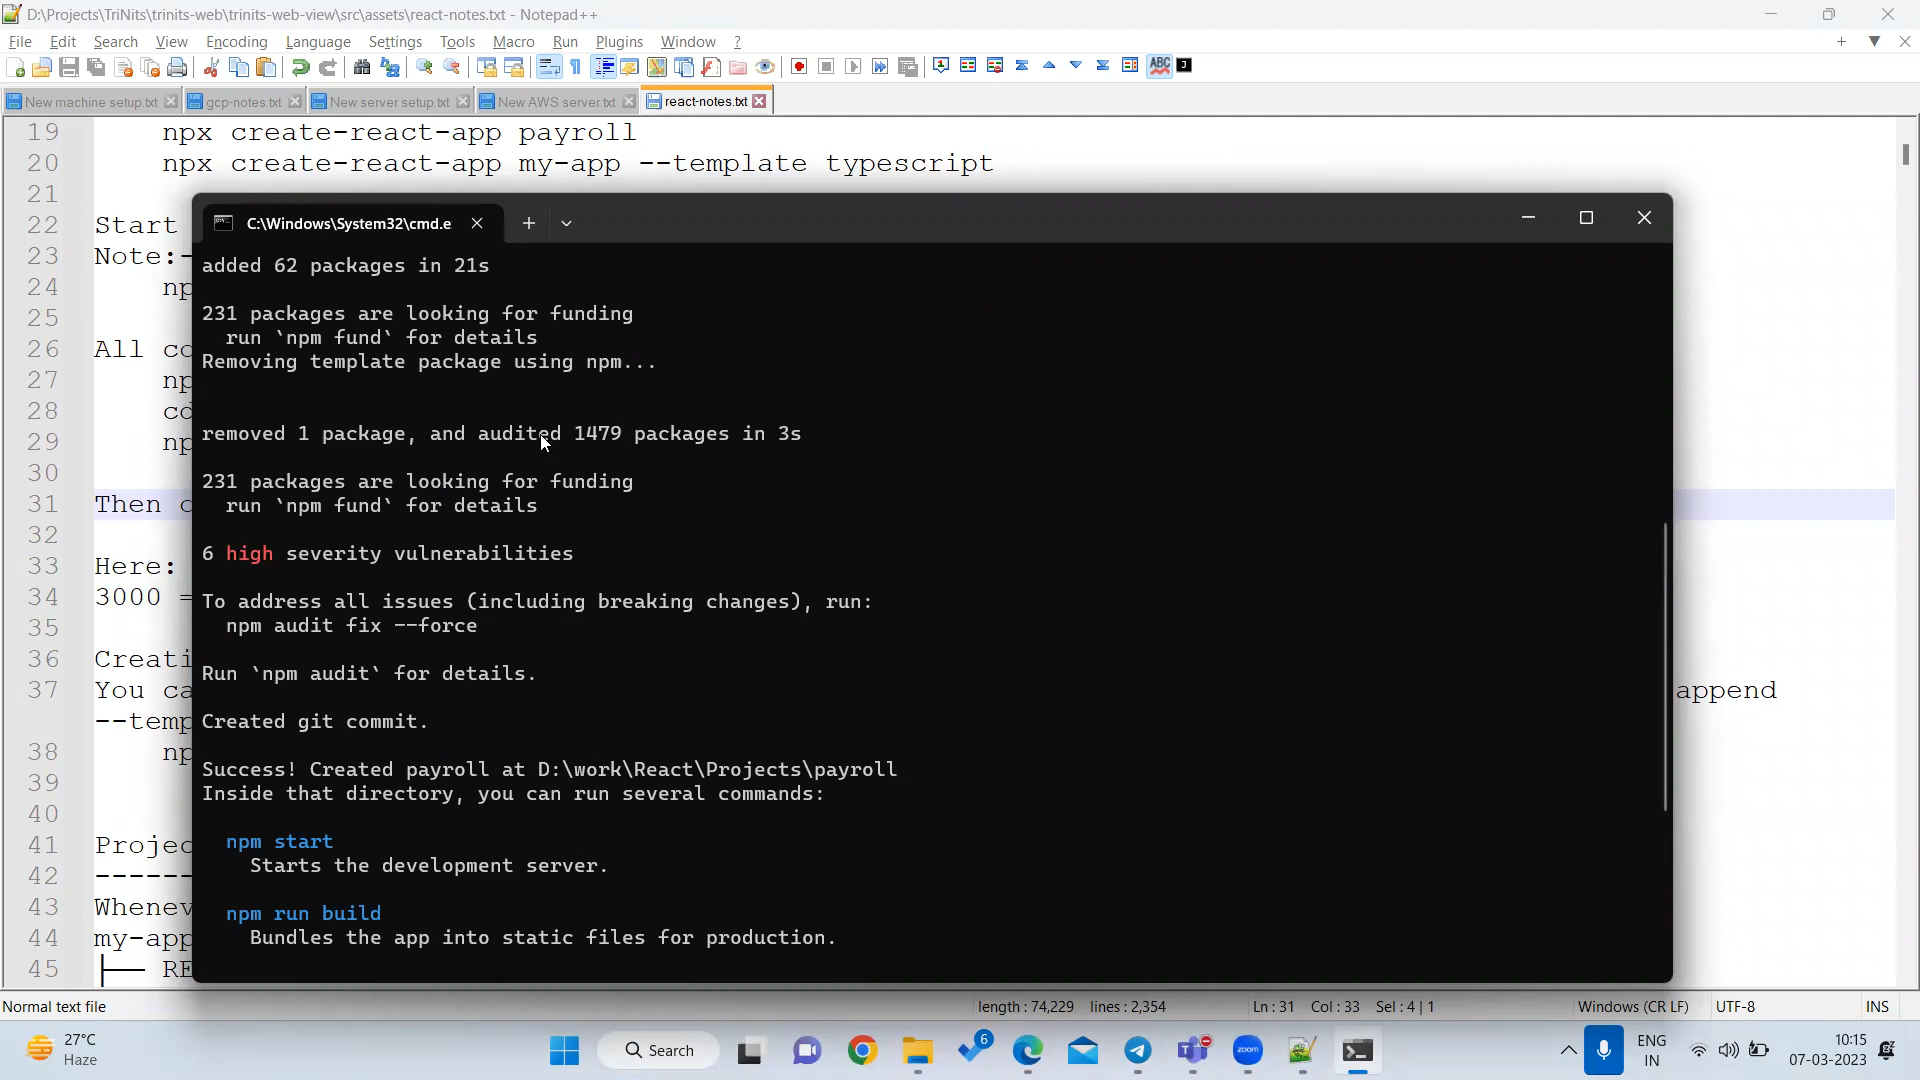 D:\Projects\TriNits\trinits-web\trinits-web-view\src\assets\react-notes.txt - Notepad++
File Edit Search View Encoding Language Settings Tools Macro Run Plugins Window ?
New machine setup.txt gcp-notes.txt New server setup.txt New AWS server.txt react-notes.txt
19 npx create-react-app payroll
20 npx create-react-app my-app --template typescript
21
22 Start
23 Note:-
24 np
25
26 All co
27 np
28 cd
29 np
30
31 Then c
32
33 Here:
34 3000 =
35
36 Creati
37 You ca append
--temp
38 np
39
40
41 Projec
42 ------
43 Whenev
44 my-app
45 ├── RE
C:\Windows\System32\cmd.e
added 62 packages in 21s
231 packages are looking for funding
run `npm fund` for details
Removing template package using npm...
removed 1 package, and audited 1479 packages in 3s
231 packages are looking for funding
run `npm fund` for details
6 high severity vulnerabilities
To address all issues (including breaking changes), run:
npm audit fix --force
Run `npm audit` for details.
Created git commit.
Success! Created payroll at D:\work\React\Projects\payroll
Inside that directory, you can run several commands:
npm start
Starts the development server.
npm run build
Bundles the app into static files for production.
Normal text file length : 74,229 lines : 2,354 Ln : 31 Col : 33 Sel : 4 | 1 Windows (CR LF) UTF-8 INS
27°C
Haze
Search
6
zoom
ENG
IN
10:15
07-03-2023